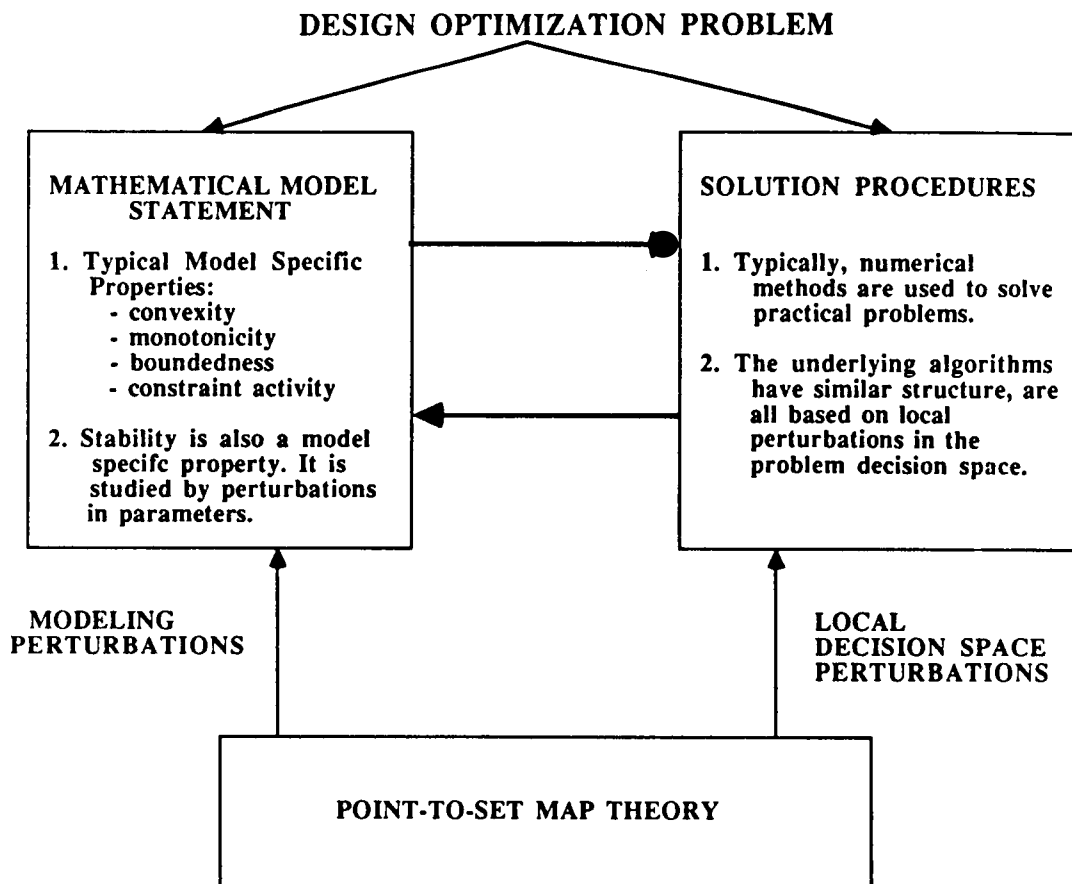 DESIGN OPTIMIZATION PROBLEM
MATHEMATICAL MODEL
STATEMENT
1. Typical Model Specific
Properties:
- convexity
- monotonicity
- boundedness
- constraint activity
2. Stability is also a model
specifc property. It is
studied by perturbations
in parameters.
SOLUTION PROCEDURES
1. Typically, numerical
methods are used to solve
practical problems.
2. The underlying algorithms
have similar structure, are
all based on local
perturbations in the
problem decision space.
MODELING
PERTURBATIONS
LOCAL
DECISION SPACE
PERTURBATIONS
POINT-TO-SET MAP THEORY